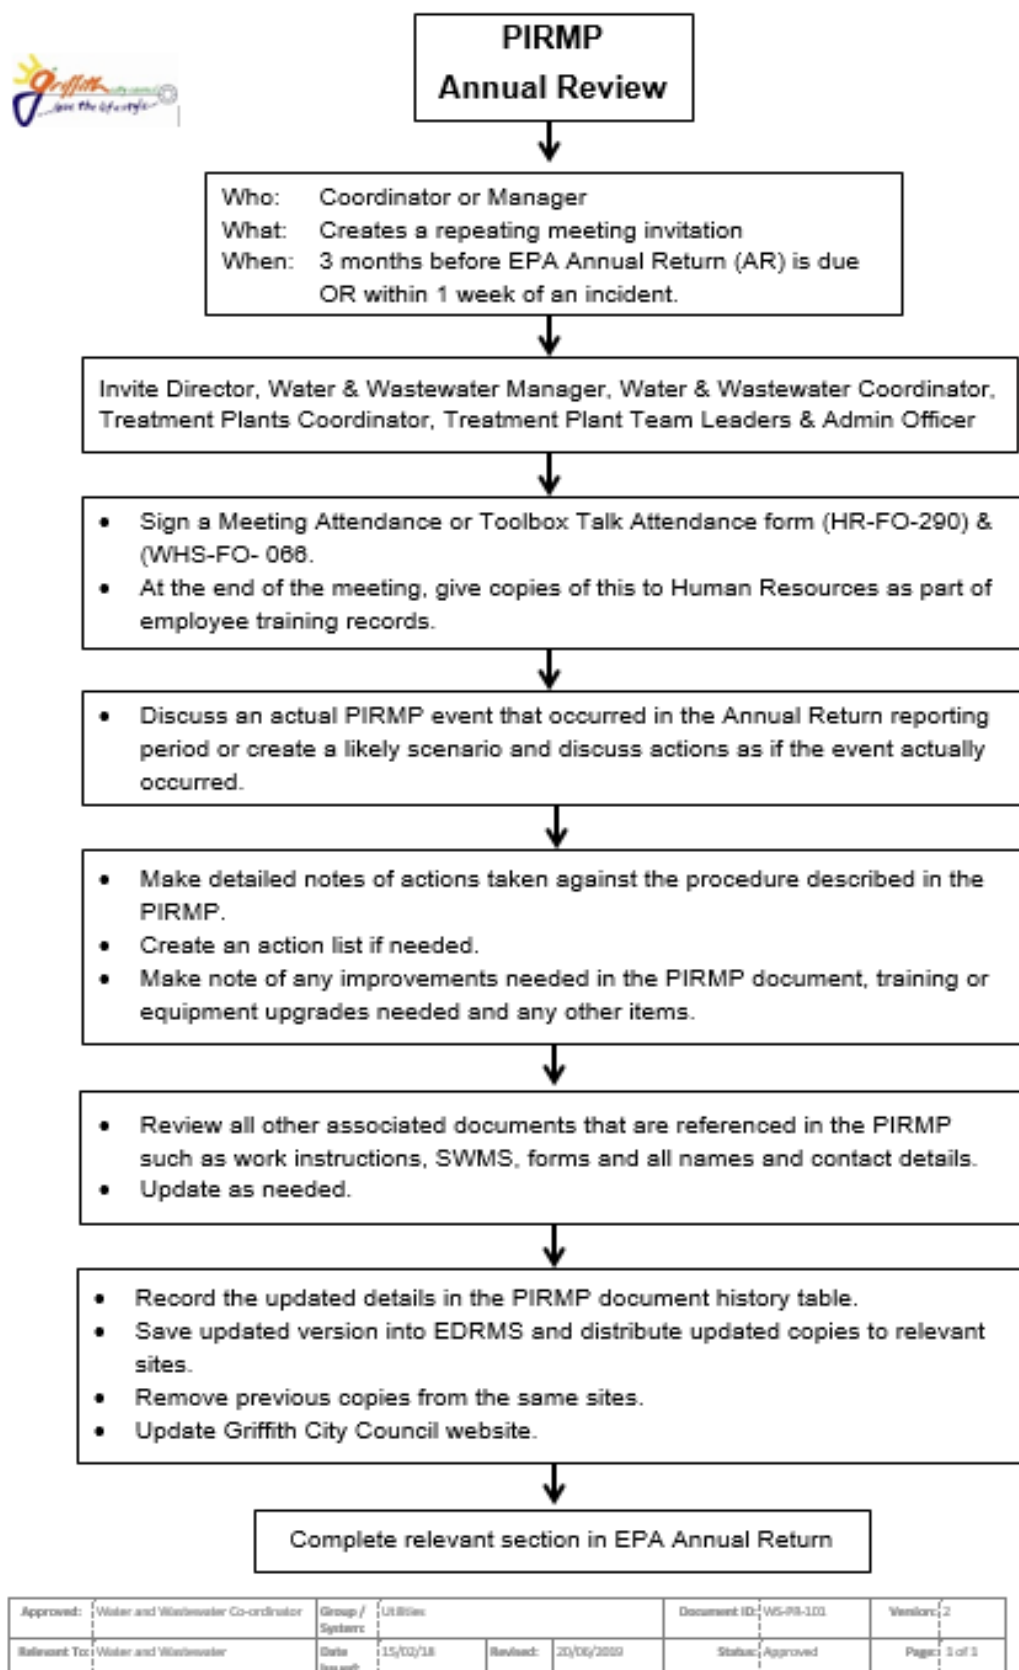 PIRMP
Annual Review
Griffith city council
love the lifestyle
Who: Coordinator or Manager
What: Creates a repeating meeting invitation
When: 3 months before EPA Annual Return (AR) is due
OR within 1 week of an incident.
Invite Director, Water & Wastewater Manager, Water & Wastewater Coordinator,
Treatment Plants Coordinator, Treatment Plant Team Leaders & Admin Officer
• Sign a Meeting Attendance or Toolbox Talk Attendance form (HR-FO-290) &
(WHS-FO- 066.
• At the end of the meeting, give copies of this to Human Resources as part of
employee training records.
• Discuss an actual PIRMP event that occurred in the Annual Return reporting
period or create a likely scenario and discuss actions as if the event actually
occurred.
• Make detailed notes of actions taken against the procedure described in the
PIRMP.
• Create an action list if needed.
• Make note of any improvements needed in the PIRMP document, training or
equipment upgrades needed and any other items.
• Review all other associated documents that are referenced in the PIRMP
such as work instructions, SWMS, forms and all names and contact details.
• Update as needed.
• Record the updated details in the PIRMP document history table.
• Save updated version into EDRMS and distribute updated copies to relevant
sites.
• Remove previous copies from the same sites.
• Update Griffith City Council website.
Complete relevant section in EPA Annual Return
Approved: Water and Wastewater Co-ordinator Group / System: Utilities Document ID: WS-PR-101 Version: 2
Relevant To: Water and Wastewater Date Issued: 15/02/18 Revised: 20/06/2019 Status: Approved Page: 1 of 1